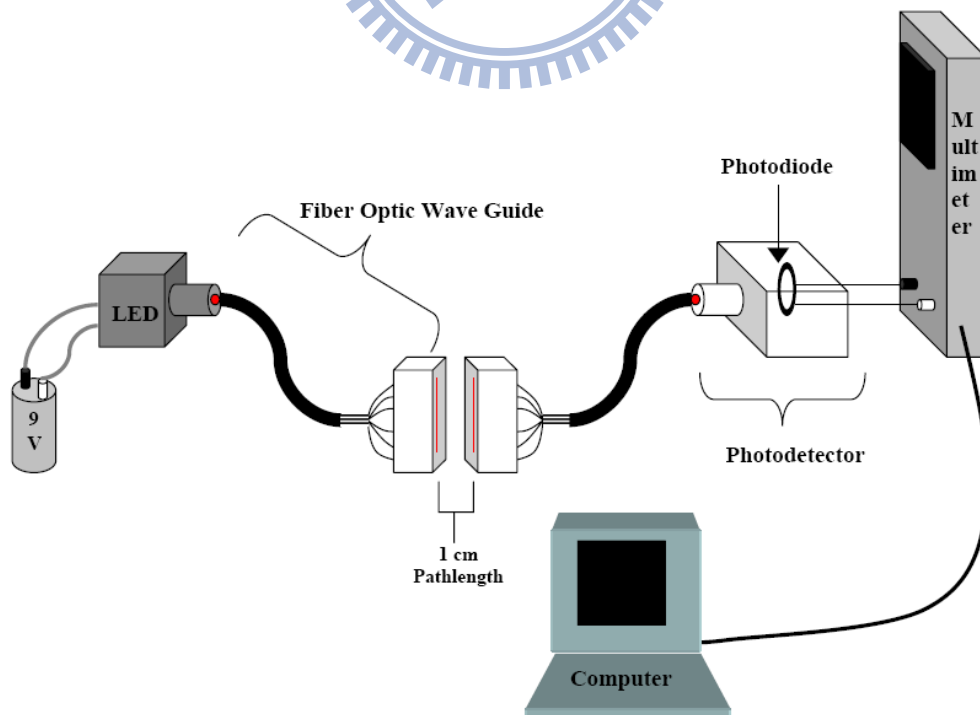 M
ult
im
et
er
Photodiode
Fiber Optic Wave Guide
LED
9
V
Photodetector
1 cm
Pathlength
Computer